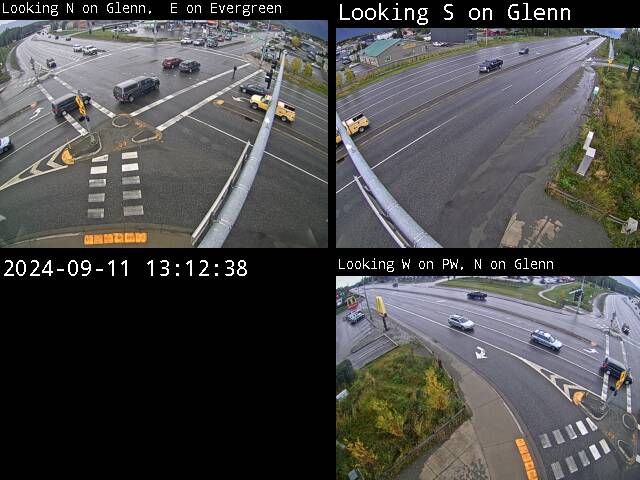 Looking N on Glenn,  E on Evergreen
Looking S on Glenn
2024-09-11 13:12:38
Looking W on PW, N on Glenn